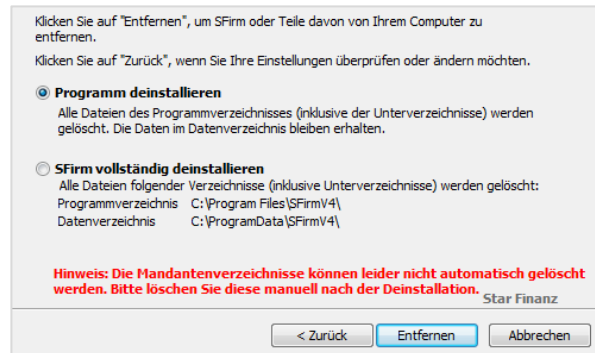 Klicken Sie auf "Entfernen", um SFirm oder Teile davon von Ihrem Computer zu
entfernen.
Klicken Sie auf "Zurück", wenn Sie Ihre Einstellungen überprüfen oder ändern möchten.
Programm deinstallieren
Alle Dateien des Programmverzeichnisses (inklusive der Unterverzeichnisse) werden
gelöscht. Die Daten im Datenverzeichnis bleiben erhalten.
SFirm vollständig deinstallieren
Alle Dateien folgender Verzeichnisse (inklusive Unterverzeichnisse) werden gelöscht:
Programmverzeichnis C:\Program Files\SFirmV4\
Datenverzeichnis C:\ProgramData\SFirmV4\
Hinweis: Die Mandantenverzeichnisse können leider nicht automatisch gelöscht
werden. Bitte löschen Sie diese manuell nach der Deinstallation.
Star Finanz
< Zurück Entfernen Abbrechen